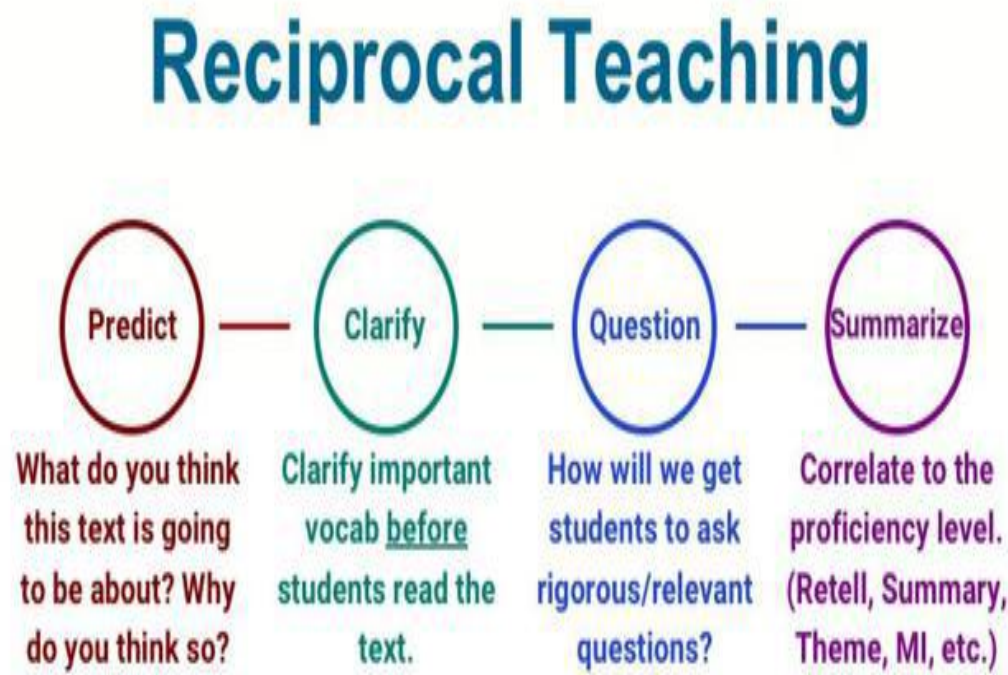 Reciprocal Teaching
Predict
Clarify
Question
Summarize
What do you think
this text is going
to be about? Why
do you think so?
Clarify important
vocab before
students read the
text.
How will we get
students to ask
rigorous/relevant
questions?
Correlate to the
proficiency level.
(Retell, Summary,
Theme, MI, etc.)